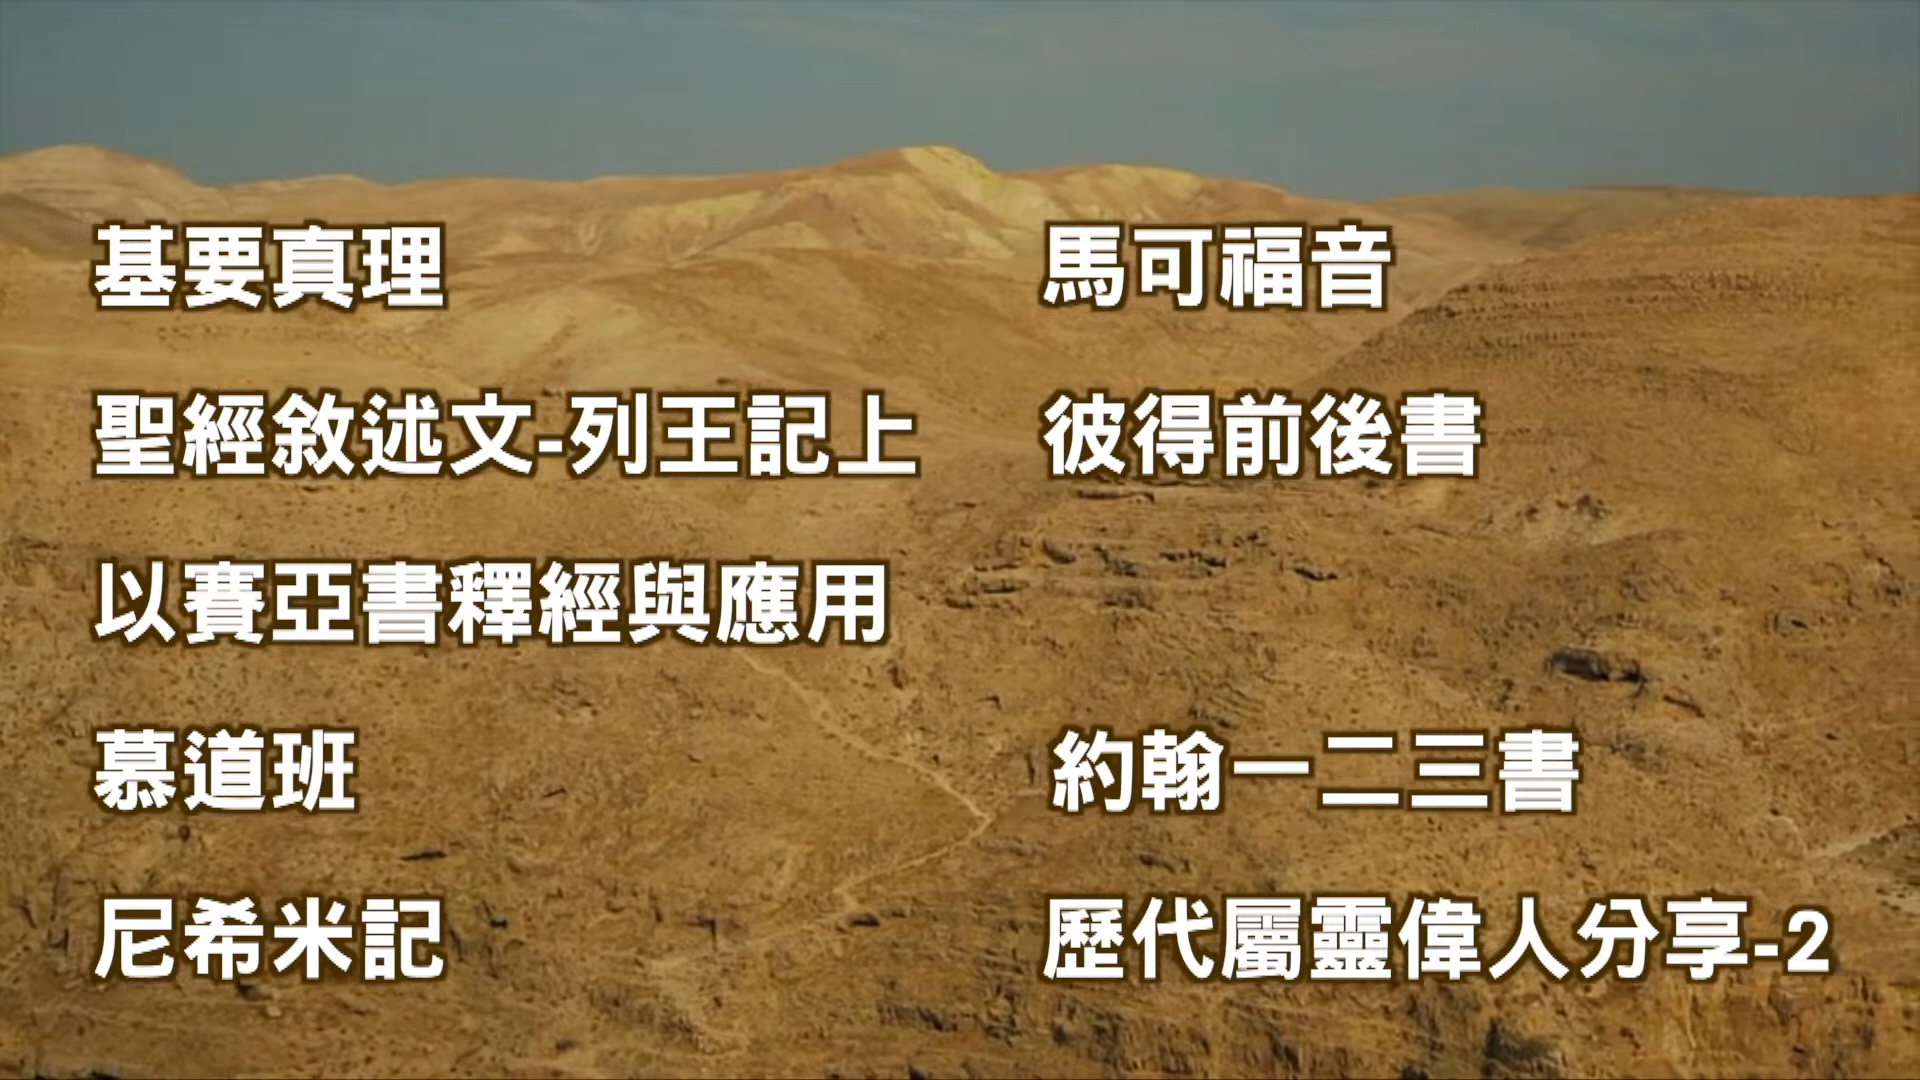 基要真理
聖經敘述文-列王記上
以賽亞書釋經與應用
慕道班
尼希米記
馬可福音
彼得前後書
約翰一二三書
歷代屬靈偉人分享-2